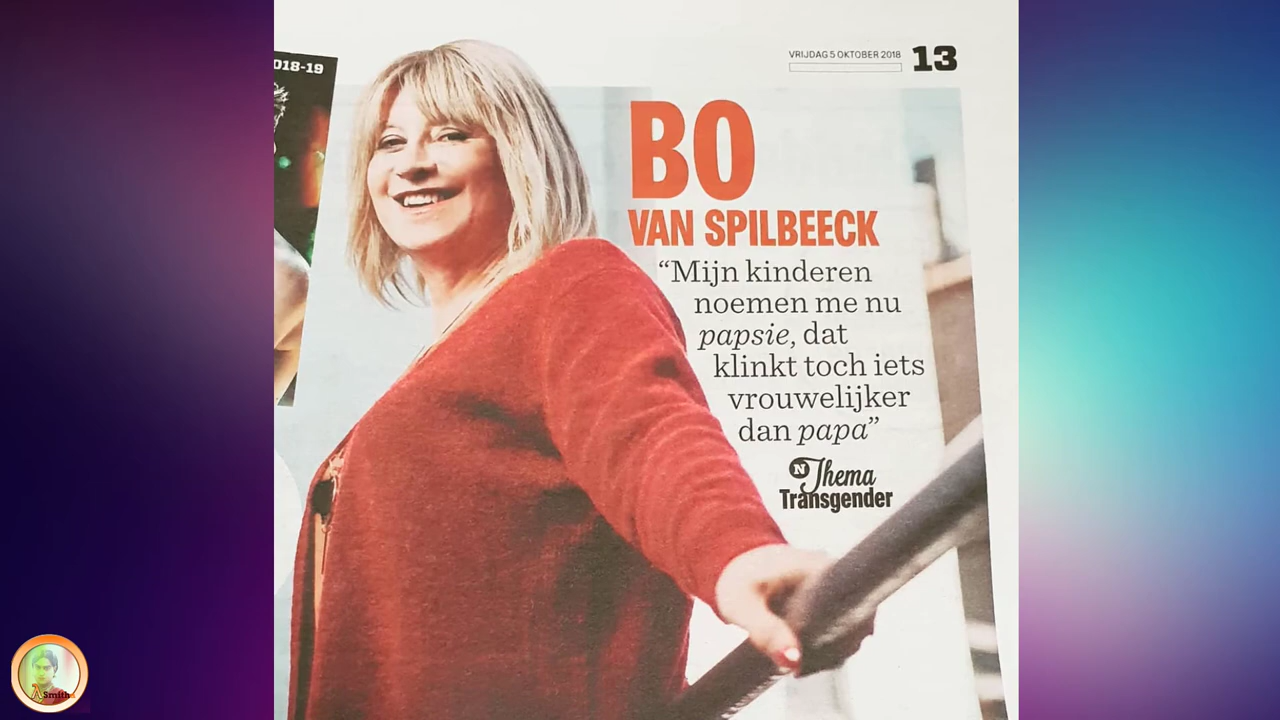 018-19
VRIJDAG 5 OKTOBER 2018 13
BO
VAN SPILBEECK
“Mijn kinderen
noemen me nu
papsie, dat
klinkt toch iets
vrouwelijker
dan papa”
N Thema
Transgender
A Smith